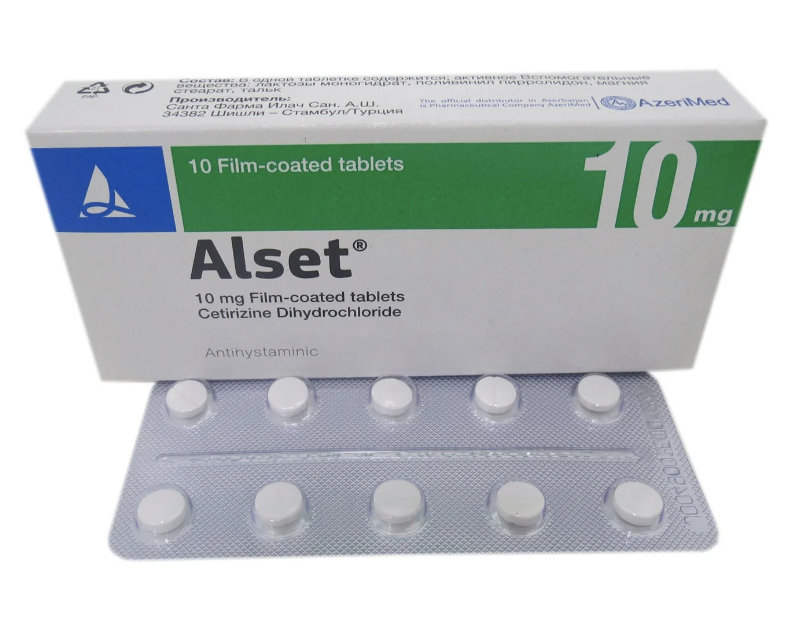 Состав: В одной таблетке содержится; активное Вспомогательные
вещества: лактозы моногидрат, поливинил пирролидон, магния
стеарат, тальк
Производитель:
Санта Фарма Илач Сан. А.Ш.
34382 Шишли – Стамбул/Турция
PAP
The official distributor in Azerbaijan
is Pharmaceutical Company AzeriMed
AzeriMed
10 Film-coated tablets
10 mg
Alset®
10 mg Film-coated tablets
Cetirizine Dihydrochloride
Antihystaminic